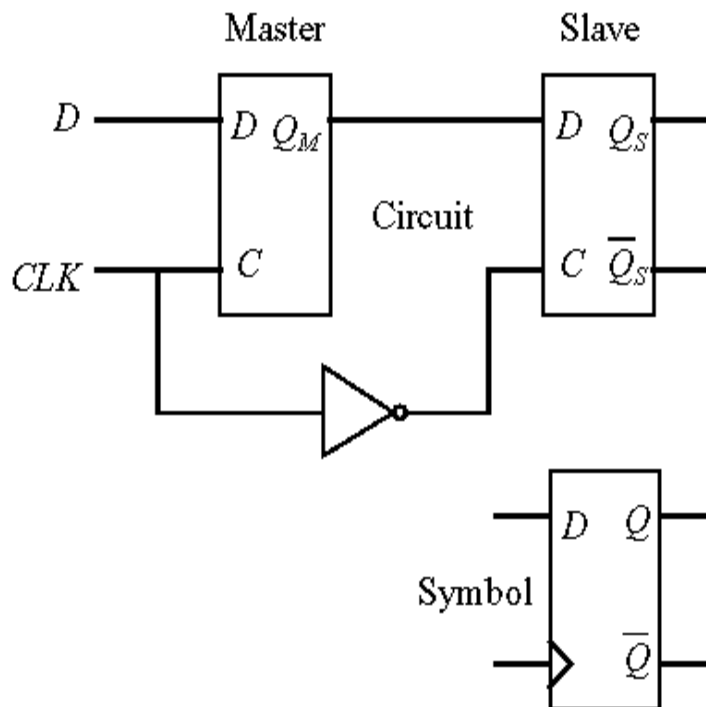 Master Slave
D D Q_M D Q_S
Circuit
CLK C C Q̅_S
D Q
Symbol
Q̅